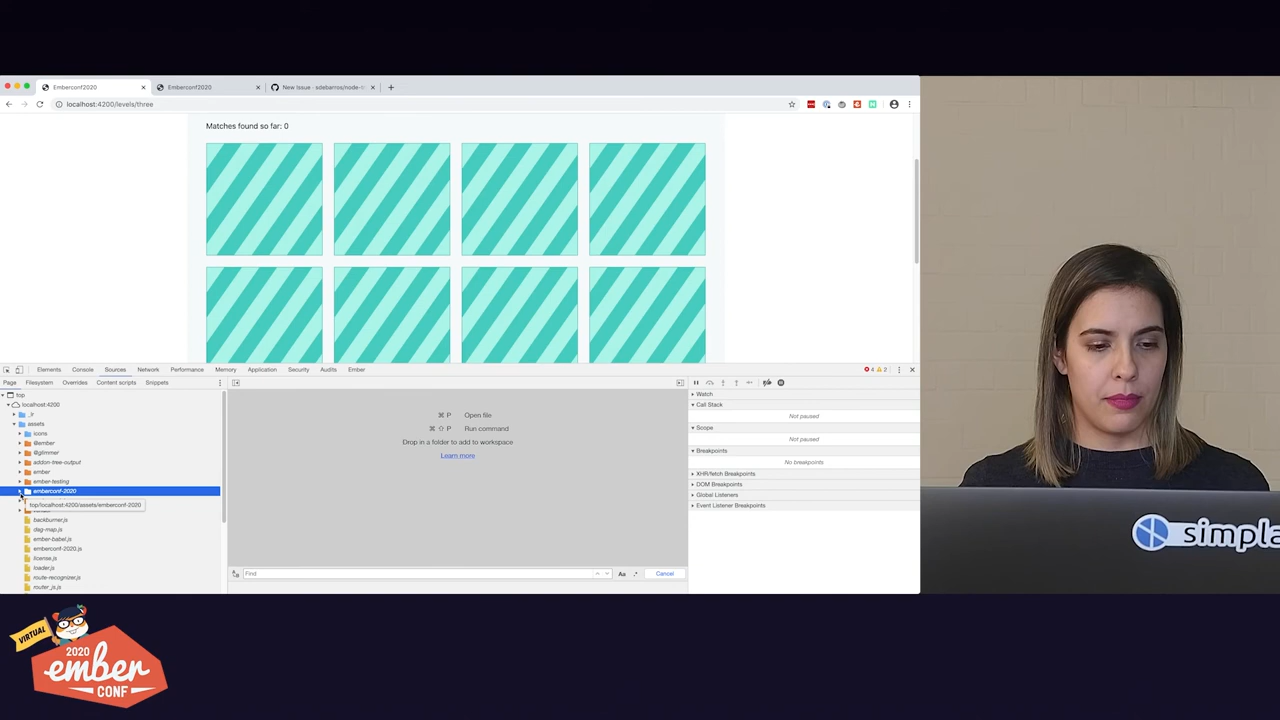 Emberconf2020
Emberconf2020
New Issue · sdebarros/node-s
localhost:4200/levels/three
Matches found so far: 0
Elements Console Sources Network Performance Memory Application Security Audits Ember
4 2
Page Filesystem Overrides Content scripts Snippets
top
localhost:4200
assets
icons
@ember
@glimmer
addon-tree-output
ember
ember-testing
emberconf-2020
top/localhost:4200/assets/emberconf-2020
backburner.js
dag-map.js
ember-babel.js
emberconf-2020.js
license.js
loader.js
route-recognizer.js
router_js.js
⌘ P Open file
⌘ ⇧ P Run command
Drop in a folder to add to workspace
Learn more
Find
Aa .* Cancel
Watch
Call Stack
Not paused
Scope
Not paused
Breakpoints
No breakpoints
XHR/fetch Breakpoints
DOM Breakpoints
Global Listeners
Event Listener Breakpoints
simpla
VIRTUAL
2020
ember
CONF